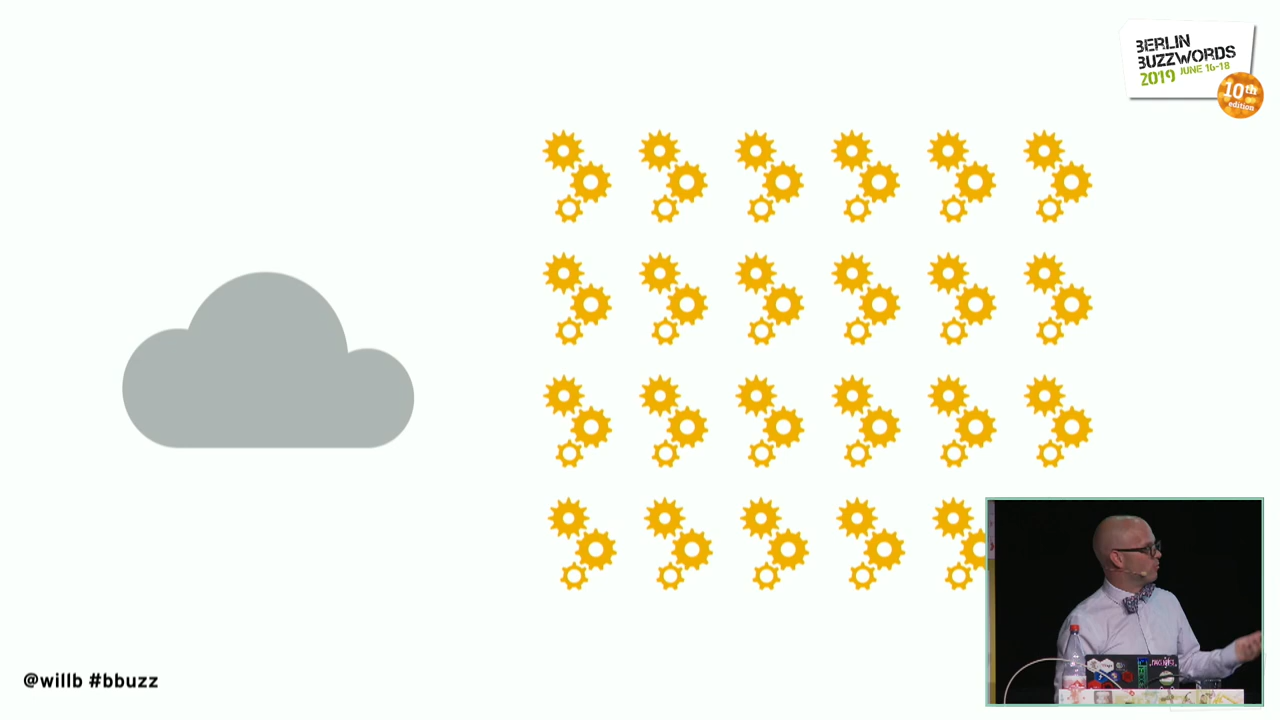 BERLIN
BUZZWORDS
2019 JUNE 16-18
10th
edition
@willb #bbuzz